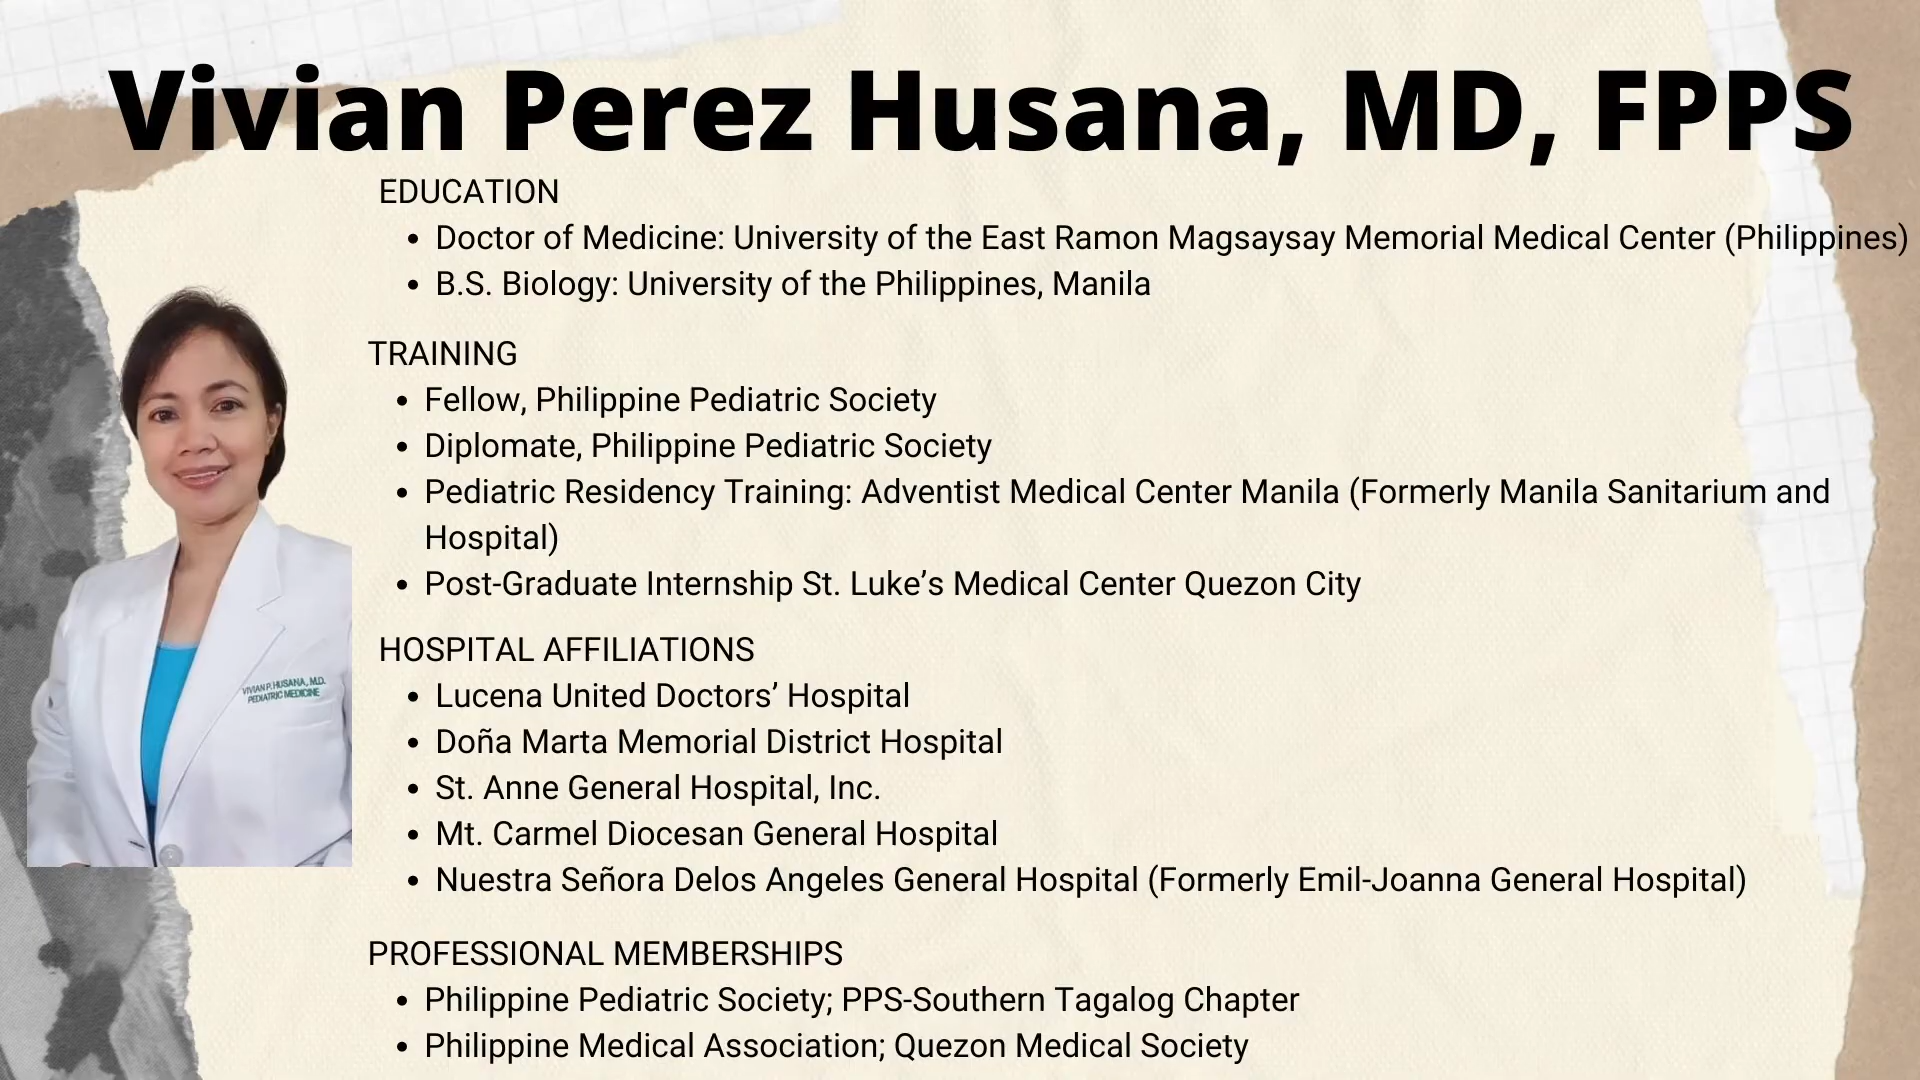 Vivian Perez Husana, MD, FPPS
EDUCATION
• Doctor of Medicine: University of the East Ramon Magsaysay Memorial Medical Center (Philippines)
• B.S. Biology: University of the Philippines, Manila
TRAINING
• Fellow, Philippine Pediatric Society
• Diplomate, Philippine Pediatric Society
• Pediatric Residency Training: Adventist Medical Center Manila (Formerly Manila Sanitarium and
Hospital)
• Post-Graduate Internship St. Luke’s Medical Center Quezon City
HOSPITAL AFFILIATIONS
• Lucena United Doctors’ Hospital
• Doña Marta Memorial District Hospital
• St. Anne General Hospital, Inc.
• Mt. Carmel Diocesan General Hospital
• Nuestra Señora Delos Angeles General Hospital (Formerly Emil-Joanna General Hospital)
PROFESSIONAL MEMBERSHIPS
• Philippine Pediatric Society; PPS-Southern Tagalog Chapter
• Philippine Medical Association; Quezon Medical Society
VIVIAN P. HUSANA, M.D.
PEDIATRIC MEDICINE